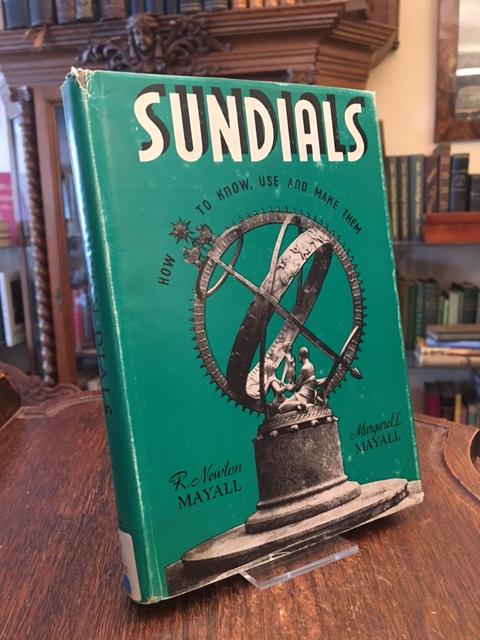 SUNDIALS
HOW TO KNOW, USE AND MAKE THEM
R. Newton
MAYALL
Margaret L.
MAYALL
SUNDIALS